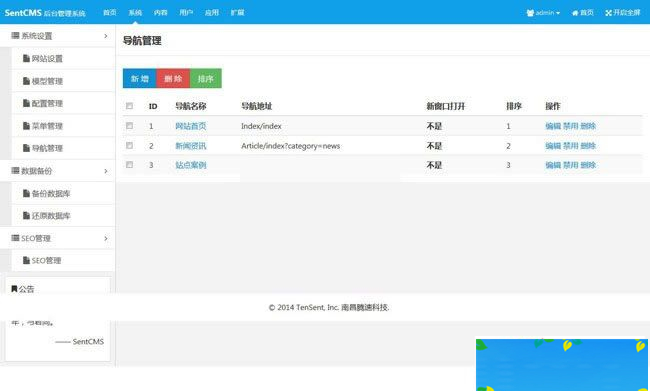 SentCMS 后台管理系统 首页 系统 内容 用户 应用 扩展 admin 首页 开启全屏
系统设置
网站设置
模型管理
配置管理
菜单管理
导航管理
数据备份
备份数据库
还原数据库
SEO管理
SEO管理
公告
年，与君同。
—— SentCMS
导航管理
新 增 删 除 排序
ID 导航名称 导航地址 新窗口打开 排序 操作
1 网站首页 Index/index 不是 1 编辑 禁用 删除
2 新闻资讯 Article/index?category=news 不是 2 编辑 禁用 删除
3 站点案例 不是 3 编辑 禁用 删除
© 2014 TenSent, Inc. 南昌腾速科技.